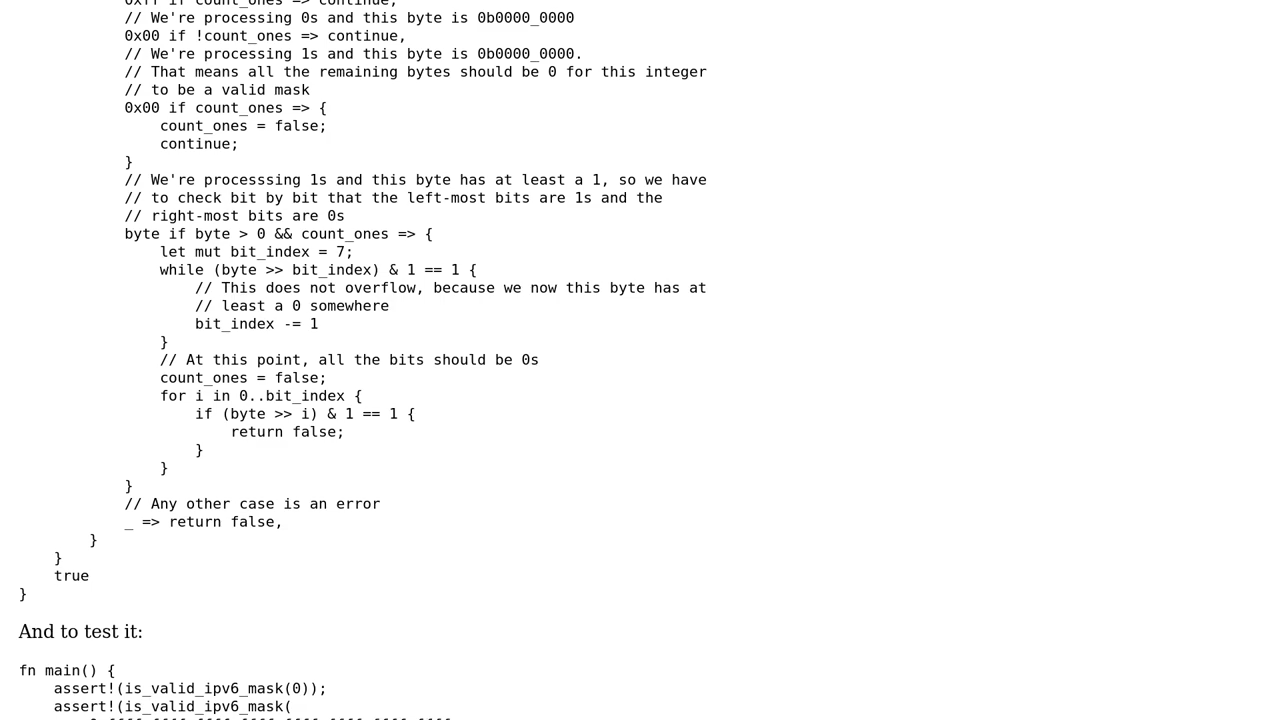 0xff if count_ones => continue,
// We're processing 0s and this byte is 0b0000_0000
0x00 if !count_ones => continue,
// We're processing 1s and this byte is 0b0000_0000.
// That means all the remaining bytes should be 0 for this integer
// to be a valid mask
0x00 if count_ones => {
count_ones = false;
continue;
}
// We're processsing 1s and this byte has at least a 1, so we have
// to check bit by bit that the left-most bits are 1s and the
// right-most bits are 0s
byte if byte > 0 && count_ones => {
let mut bit_index = 7;
while (byte >> bit_index) & 1 == 1 {
// This does not overflow, because we now this byte has at
// least a 0 somewhere
bit_index -= 1
}
// At this point, all the bits should be 0s
count_ones = false;
for i in 0..bit_index {
if (byte >> i) & 1 == 1 {
return false;
}
}
}
// Any other case is an error
_ => return false,
}
}
true
}
And to test it:
fn main() {
assert!(is_valid_ipv6_mask(0));
assert!(is_valid_ipv6_mask(